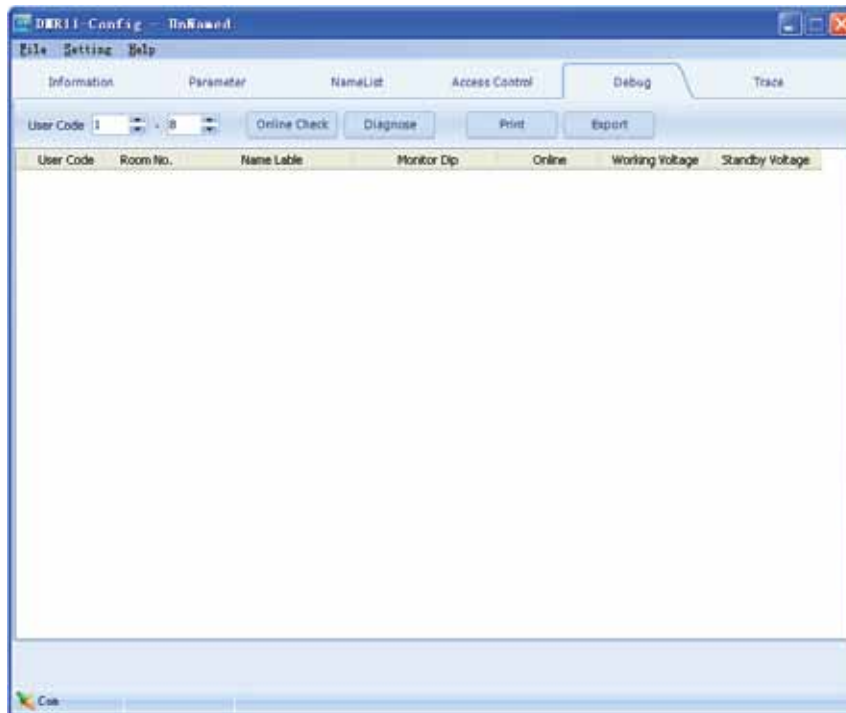 DMR11-Config - UnNamed
File Setting Help
Information Parameter NameList Access Control Debug Trace
User Code 1 - 8 Online Check Diagnose Print Export
User Code Room No. Name Lable Monitor Dip Online Working Voltage Standby Voltage
Com